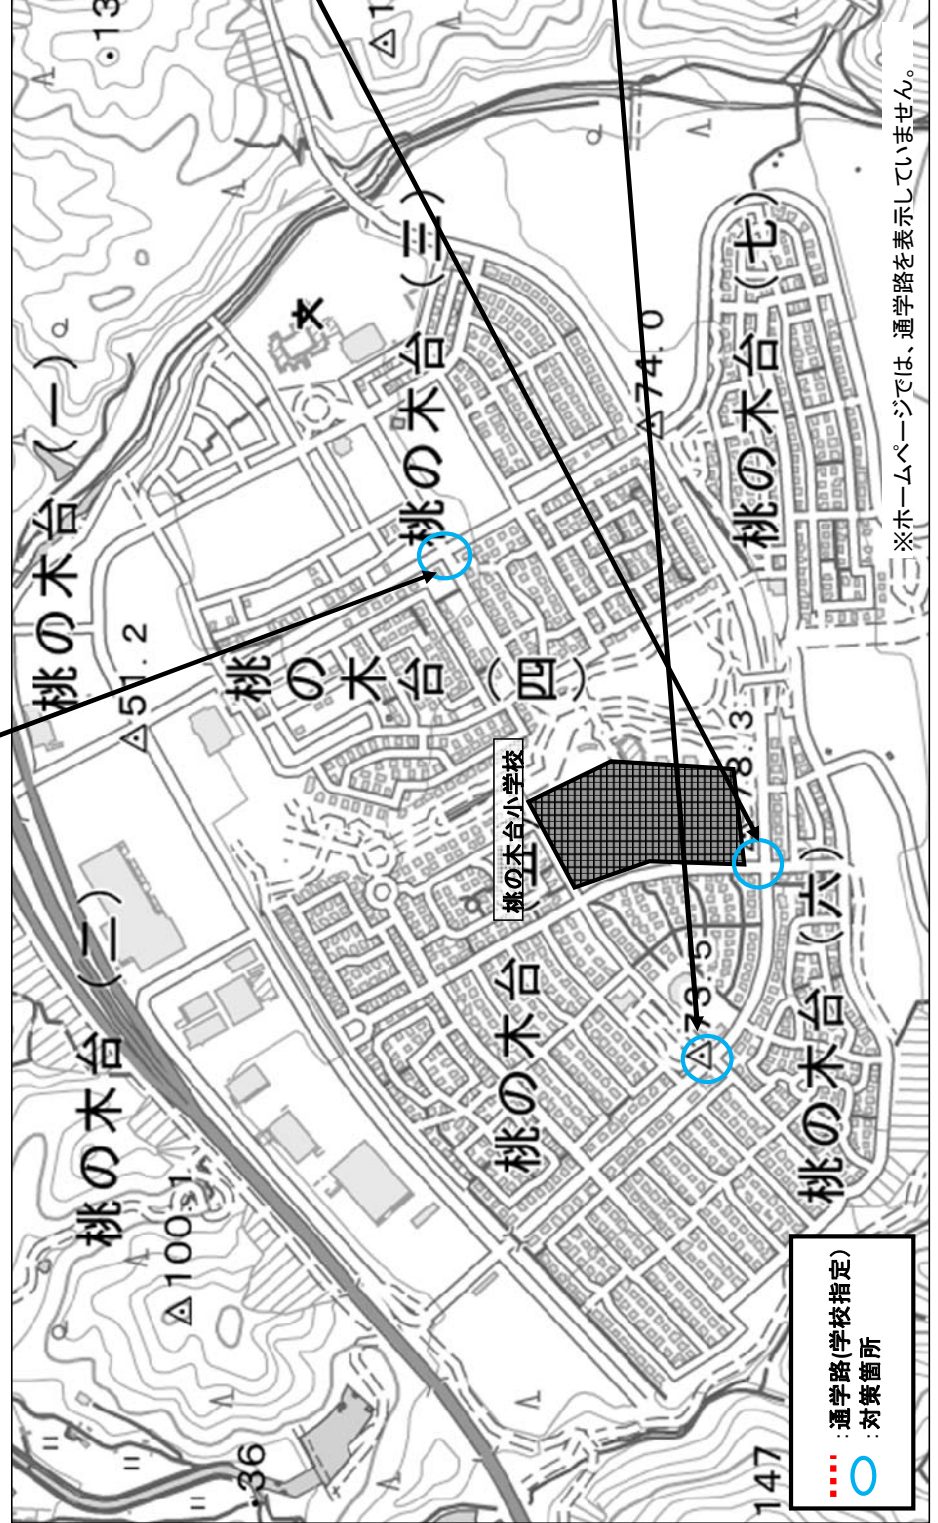 桃の木台（一）
桃の木台（二）
桃の木台（三）
桃の木台（四）
桃の木台
桃の木台（六）
桃の木台（七）
桃の木台小学校
51.2
74.0
73.5
100.1
36
147
：通学路(学校指定)
：対策箇所
※ホームページでは、通学路を表示していません。